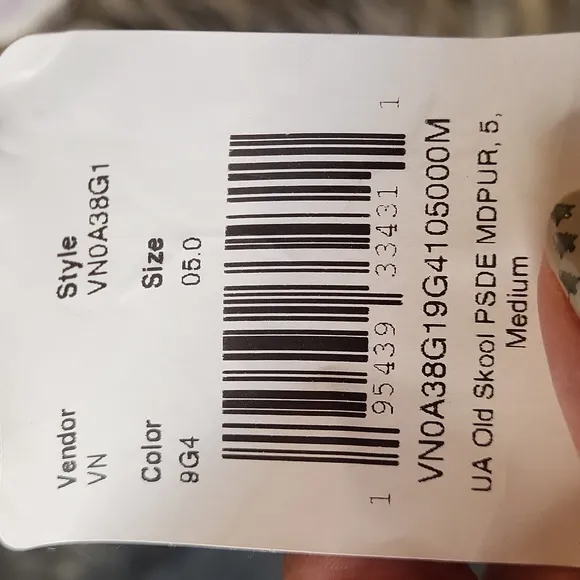 Vendor Style
VN VN0A38G1
Color Size
9G4 05.0
1 95439 33431 1
VN0A38G19G4105000M
UA Old Skool PSDE MDPUR, 5,
Medium